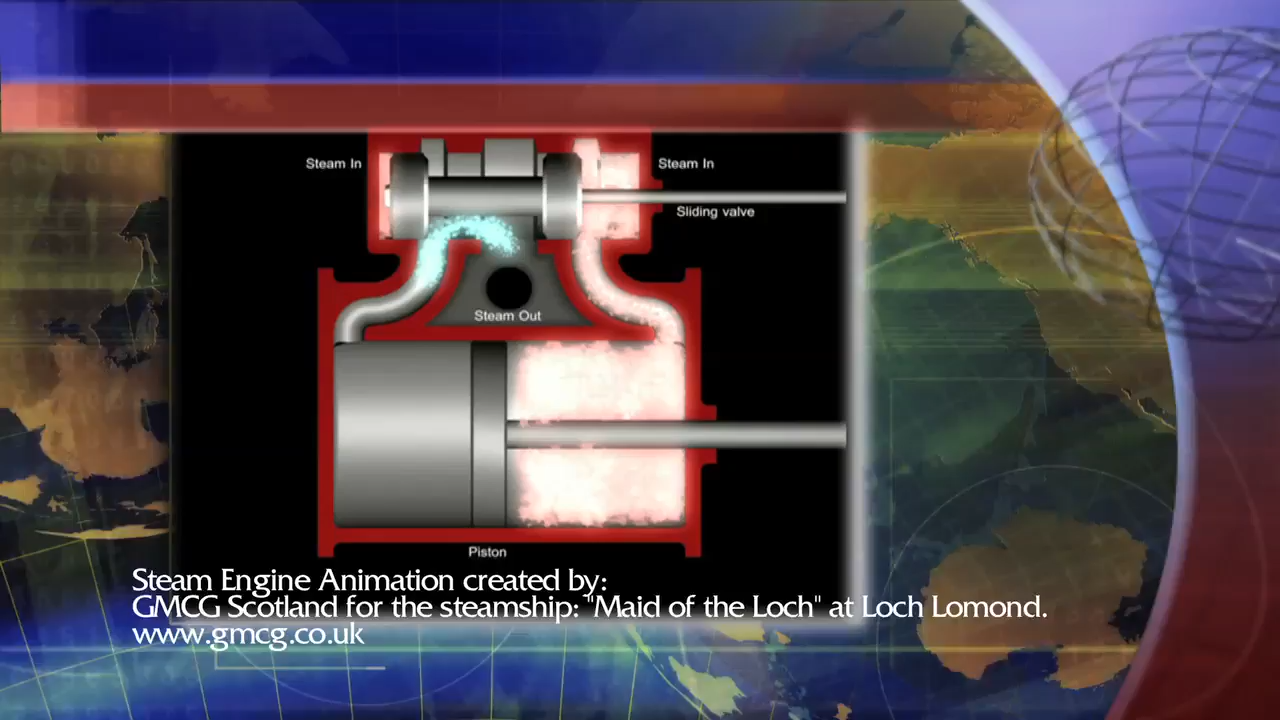 Steam In
Steam In
Sliding valve
Steam Out
Piston
Steam Engine Animation created by:
GMCG Scotland for the steamship: "Maid of the Loch" at Loch Lomond.
www.gmcg.co.uk